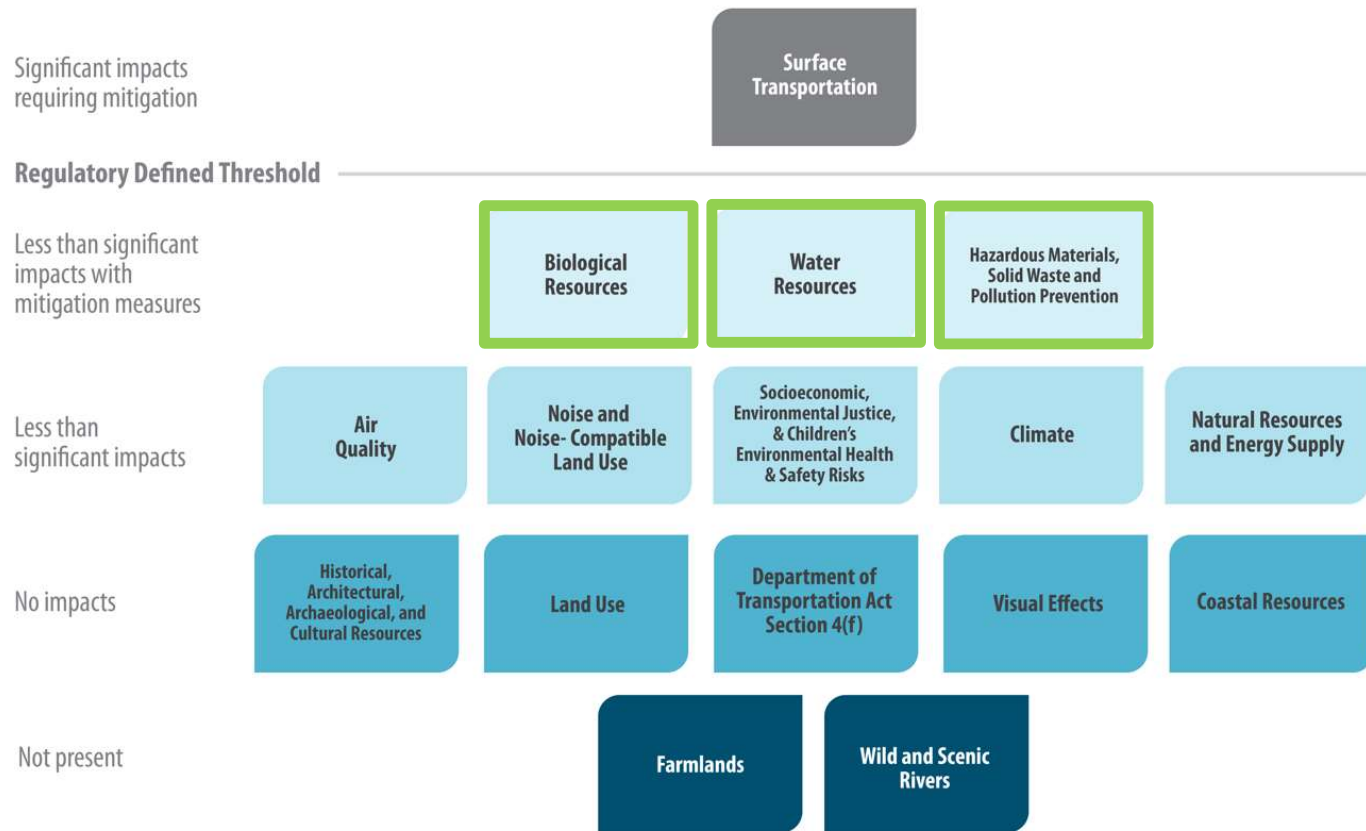 Significant impacts
requiring mitigation
Surface
Transportation
Regulatory Defined Threshold
Less than significant
impacts with
mitigation measures
Biological
Resources
Water
Resources
Hazardous Materials,
Solid Waste and
Pollution Prevention
Less than
significant impacts
Air
Quality
Noise and
Noise- Compatible
Land Use
Socioeconomic,
Environmental Justice,
& Children's
Environmental Health
& Safety Risks
Climate
Natural Resources
and Energy Supply
No impacts
Historical,
Architectural,
Archaeological, and
Cultural Resources
Land Use
Department of
Transportation Act
Section 4(f)
Visual Effects
Coastal Resources
Not present
Farmlands
Wild and Scenic
Rivers